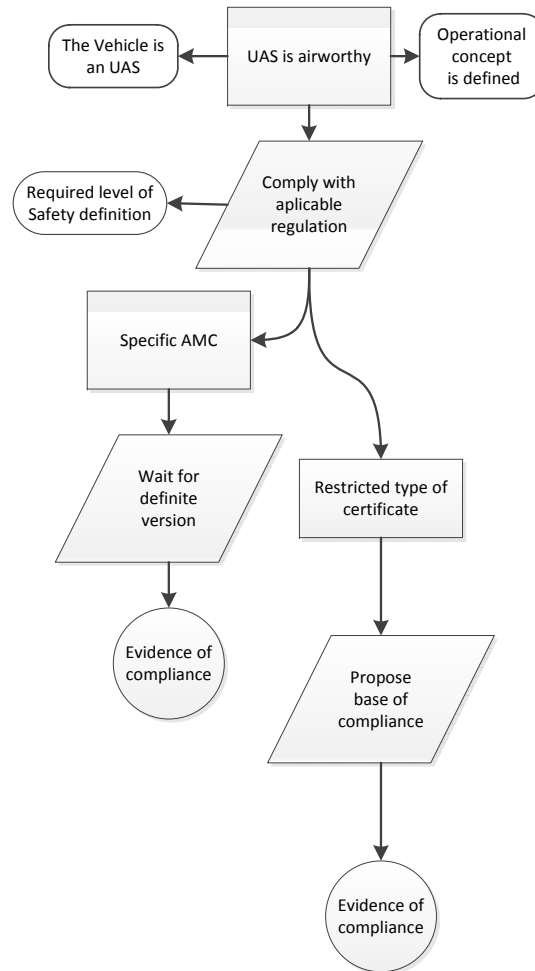 The Vehicle is
an UAS
UAS is airworthy
Operational
concept
is defined
Required level of
Safety definition
Comply with
aplicable
regulation
Specific AMC
Wait for
definite
version
Restricted type of
certificate
Evidence of
compliance
Propose
base of
compliance
Evidence of
compliance